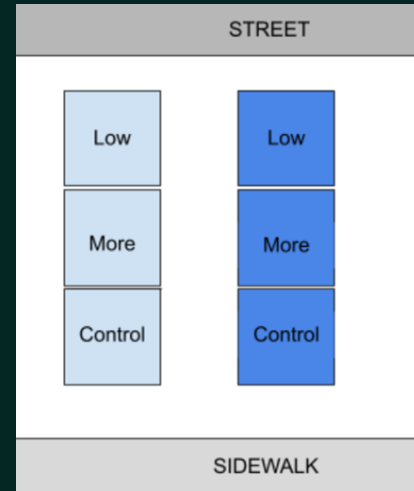 STREET
Low
Low
More
More
Control
Control
SIDEWALK